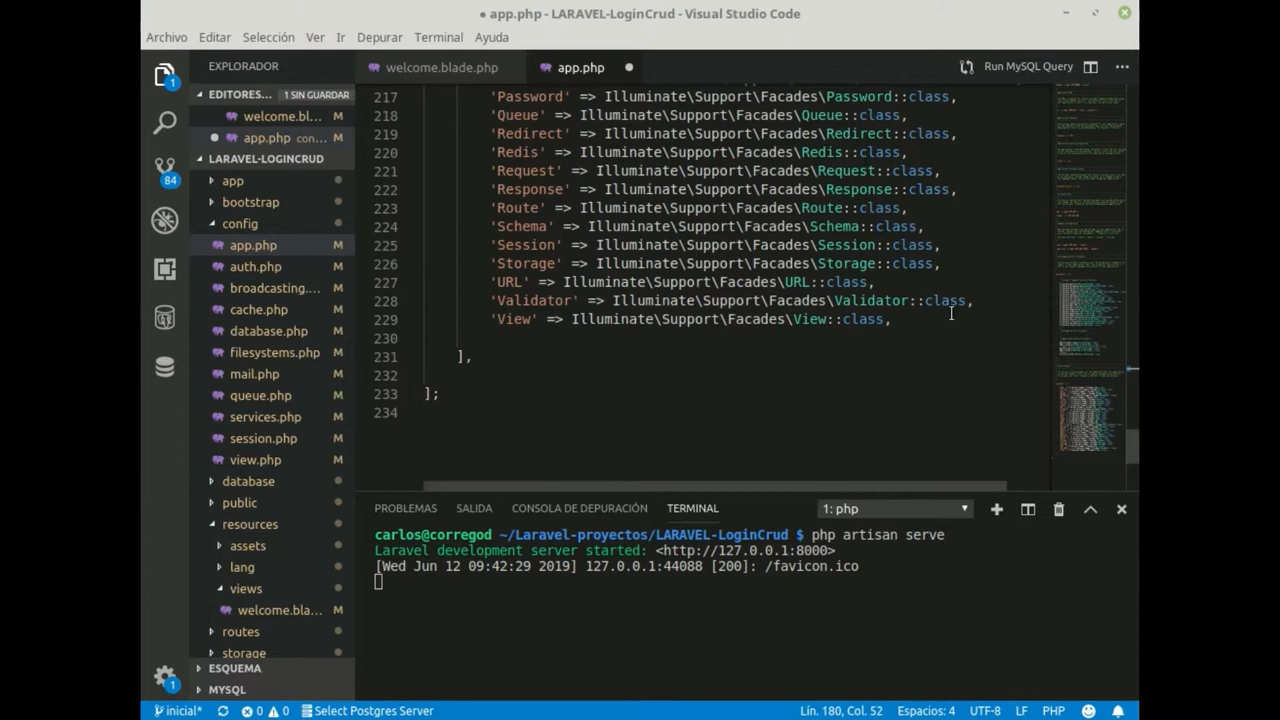 ● app.php - LARAVEL-LoginCrud - Visual Studio Code
Archivo Editar Selección Ver Ir Depurar Terminal Ayuda
EXPLORADOR
EDITORES... 1 SIN GUARDAR
welcome.bl... M
app.php con... M
LARAVEL-LOGINCRUD
app
bootstrap
config
app.php M
auth.php M
broadcasting.... M
cache.php M
database.php M
filesystems.php M
mail.php M
queue.php M
services.php M
session.php M
view.php M
database
public
resources
assets
lang
views
welcome.bla... M
routes
storage
ESQUEMA
MYSQL
1
84
1
welcome.blade.php app.php ● Run MySQL Query
217 'Password' => Illuminate\Support\Facades\Password::class,
218 'Queue' => Illuminate\Support\Facades\Queue::class,
219 'Redirect' => Illuminate\Support\Facades\Redirect::class,
220 'Redis' => Illuminate\Support\Facades\Redis::class,
221 'Request' => Illuminate\Support\Facades\Request::class,
222 'Response' => Illuminate\Support\Facades\Response::class,
223 'Route' => Illuminate\Support\Facades\Route::class,
224 'Schema' => Illuminate\Support\Facades\Schema::class,
225 'Session' => Illuminate\Support\Facades\Session::class,
226 'Storage' => Illuminate\Support\Facades\Storage::class,
227 'URL' => Illuminate\Support\Facades\URL::class,
228 'Validator' => Illuminate\Support\Facades\Validator::class,
229 'View' => Illuminate\Support\Facades\View::class,
230
231 ],
232
233 ];
234
PROBLEMAS SALIDA CONSOLA DE DEPURACIÓN TERMINAL 1: php
carlos@corregod ~/Laravel-proyectos/LARAVEL-LoginCrud $ php artisan serve
Laravel development server started: <http://127.0.0.1:8000>
[Wed Jun 12 09:42:29 2019] 127.0.0.1:44088 [200]: /favicon.ico
inicial* 0 0 Select Postgres Server Lín. 180, Col. 52 Espacios: 4 UTF-8 LF PHP